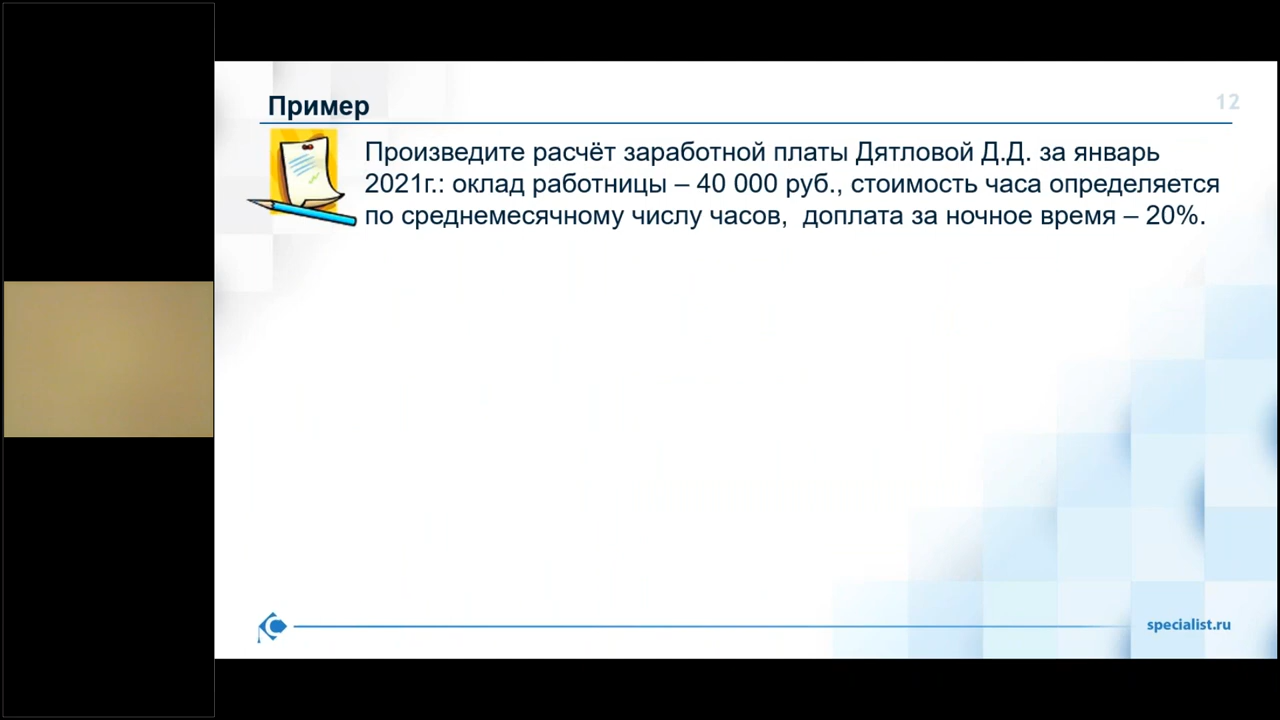 Пример
12
Произведите расчёт заработной платы Дятловой Д.Д. за январь
2021г.: оклад работницы – 40 000 руб., стоимость часа определяется
по среднемесячному числу часов,  доплата за ночное время – 20%.
specialist.ru